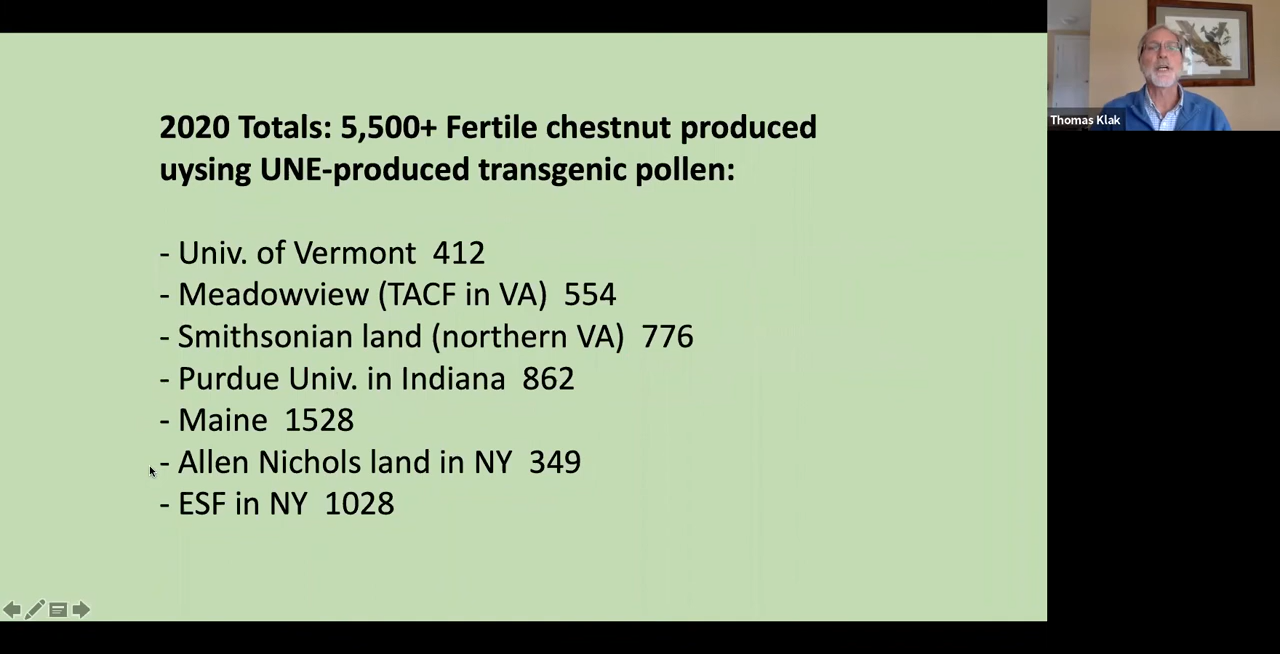 2020 Totals: 5,500+ Fertile chestnut produced
uysing UNE-produced transgenic pollen:
- Univ. of Vermont  412
- Meadowview (TACF in VA)  554
- Smithsonian land (northern VA)  776
- Purdue Univ. in Indiana  862
- Maine  1528
- Allen Nichols land in NY  349
- ESF in NY  1028
Thomas Klak